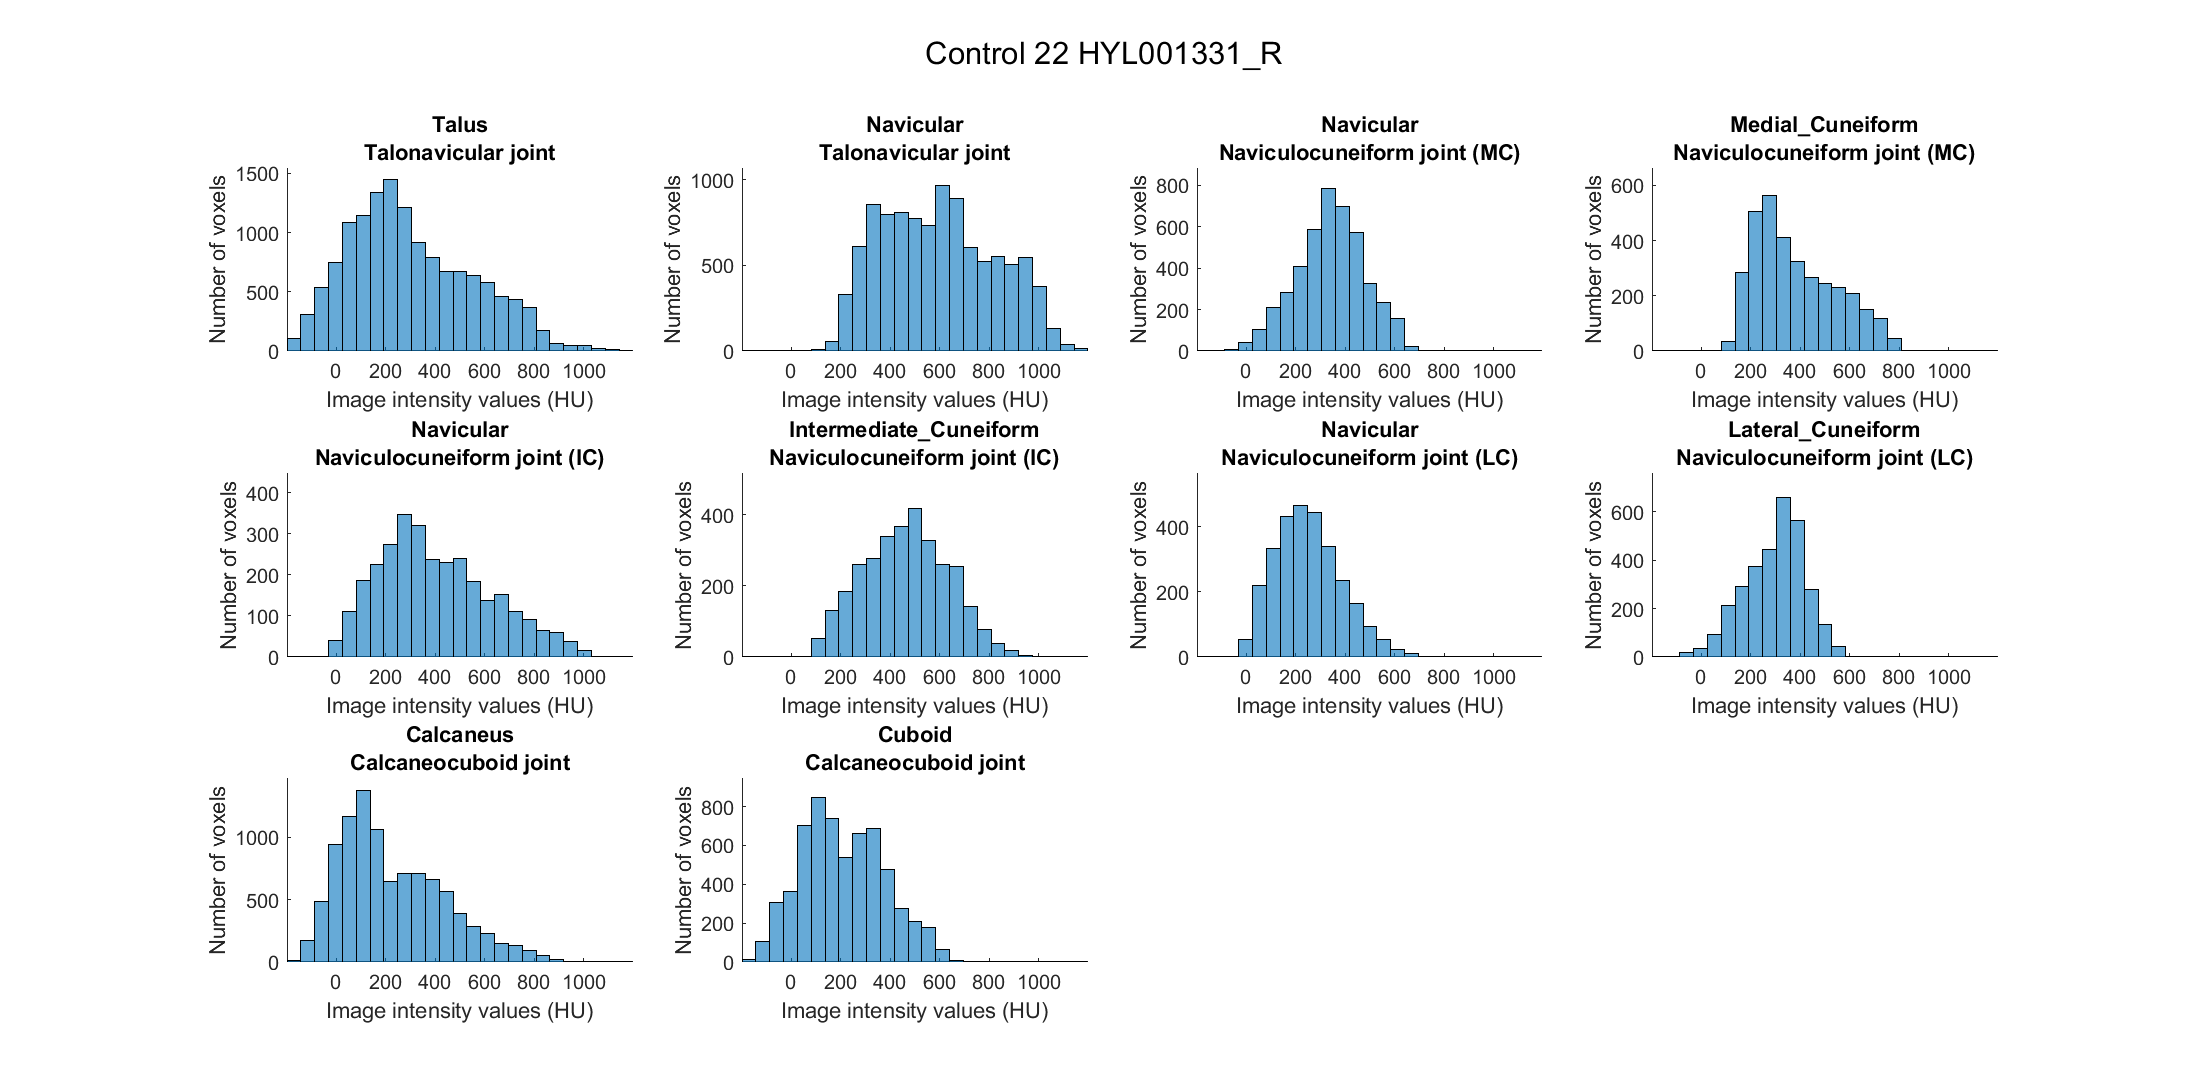 Control 22 HYL001331_R
Talus
Talonavicular joint
Number of voxels
1500
1000
500
0
0 200 400 600 800 1000
Image intensity values (HU)
Navicular
Talonavicular joint
Number of voxels
1000
500
0
0 200 400 600 800 1000
Image intensity values (HU)
Navicular
Naviculocuneiform joint (MC)
Number of voxels
800
600
400
200
0
0 200 400 600 800 1000
Image intensity values (HU)
Medial_Cuneiform
Naviculocuneiform joint (MC)
Number of voxels
600
400
200
0
0 200 400 600 800 1000
Image intensity values (HU)
Navicular
Naviculocuneiform joint (IC)
Number of voxels
400
300
200
100
0
0 200 400 600 800 1000
Image intensity values (HU)
Intermediate_Cuneiform
Naviculocuneiform joint (IC)
Number of voxels
400
200
0
0 200 400 600 800 1000
Image intensity values (HU)
Navicular
Naviculocuneiform joint (LC)
Number of voxels
400
200
0
0 200 400 600 800 1000
Image intensity values (HU)
Lateral_Cuneiform
Naviculocuneiform joint (LC)
Number of voxels
600
400
200
0
0 200 400 600 800 1000
Image intensity values (HU)
Calcaneus
Calcaneocuboid joint
Number of voxels
1000
500
0
0 200 400 600 800 1000
Image intensity values (HU)
Cuboid
Calcaneocuboid joint
Number of voxels
800
600
400
200
0
0 200 400 600 800 1000
Image intensity values (HU)